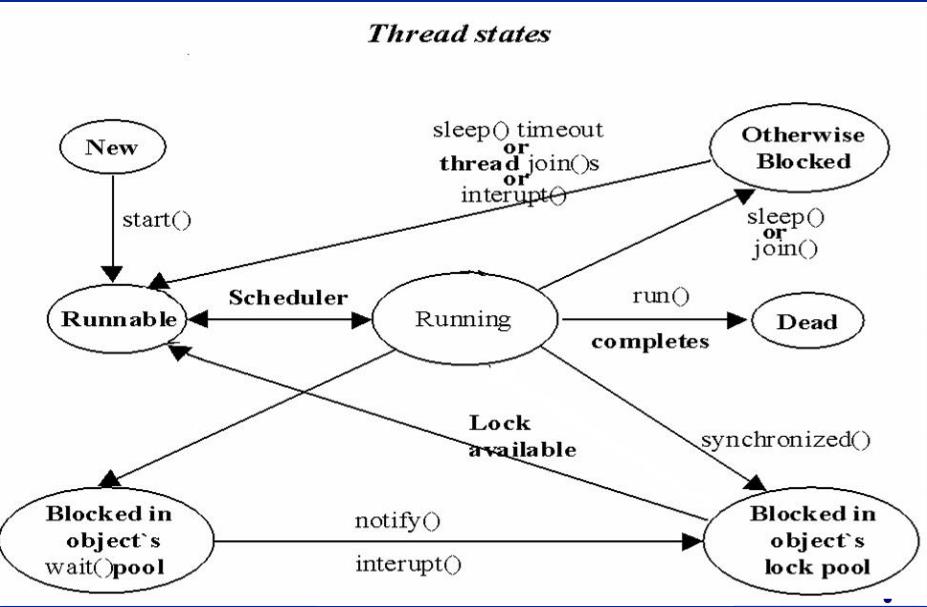 Thread states
New
start()
sleep() timeout
or
thread join()s
or
interupt()
Otherwise
Blocked
sleep()
or
join()
Runnable
Scheduler
Running
run()
completes
Dead
Lock
available
synchronized()
Blocked in
object`s
wait()pool
notify()
interupt()
Blocked in
object`s
lock pool